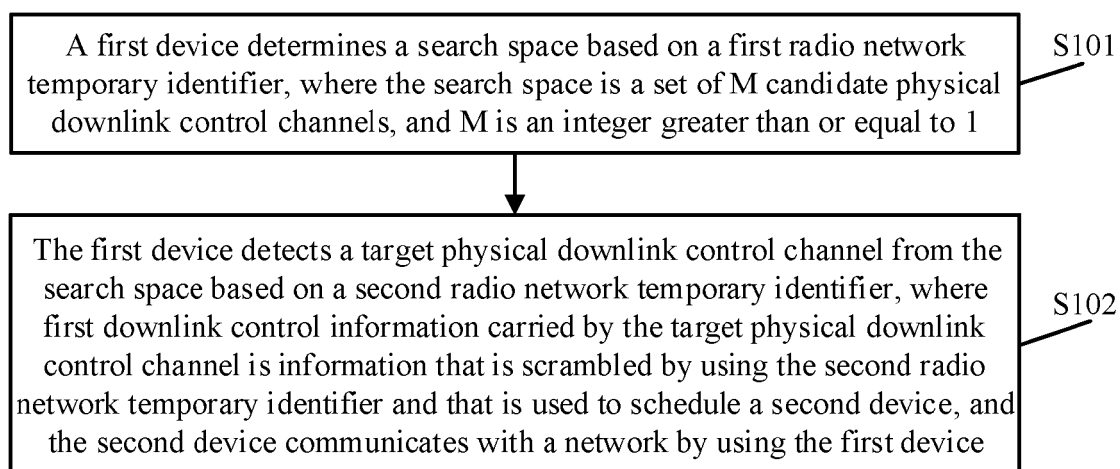 A first device determines a search space based on a first radio network
temporary identifier, where the search space is a set of M candidate physical
downlink control channels, and M is an integer greater than or equal to 1
S101
The first device detects a target physical downlink control channel from the
search space based on a second radio network temporary identifier, where
first downlink control information carried by the target physical downlink
control channel is information that is scrambled by using the second radio
network temporary identifier and that is used to schedule a second device, and
the second device communicates with a network by using the first device
S102